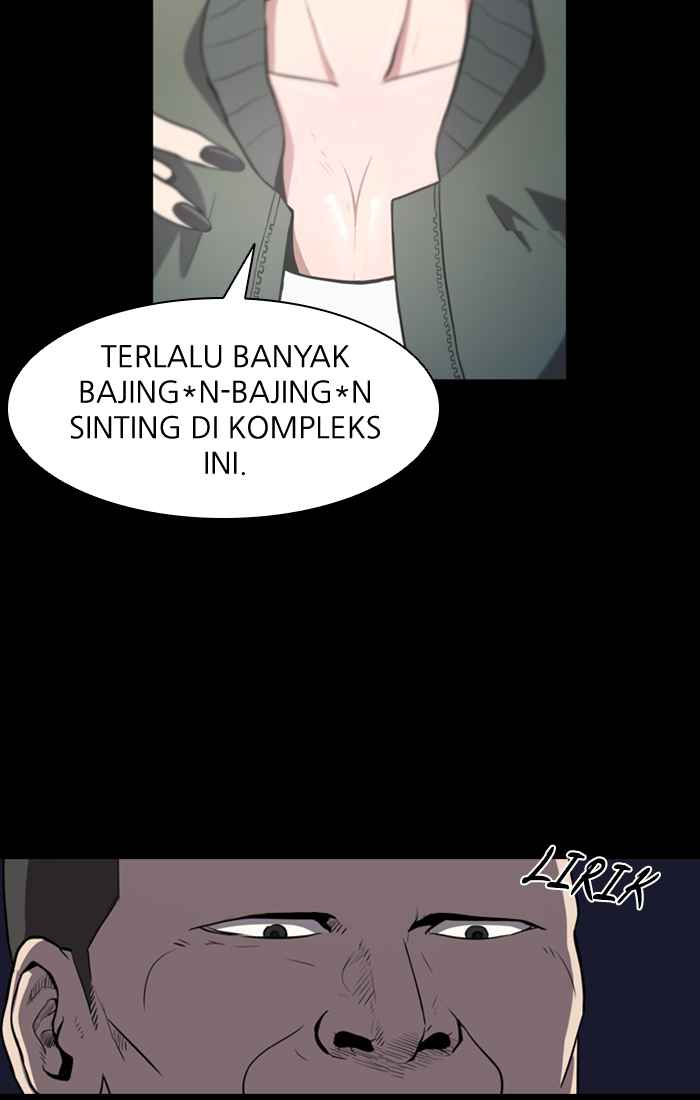 TERLALU BANYAK
BAJING*N-BAJING*N
SINTING DI KOMPLEKS
INI.
LIRIK